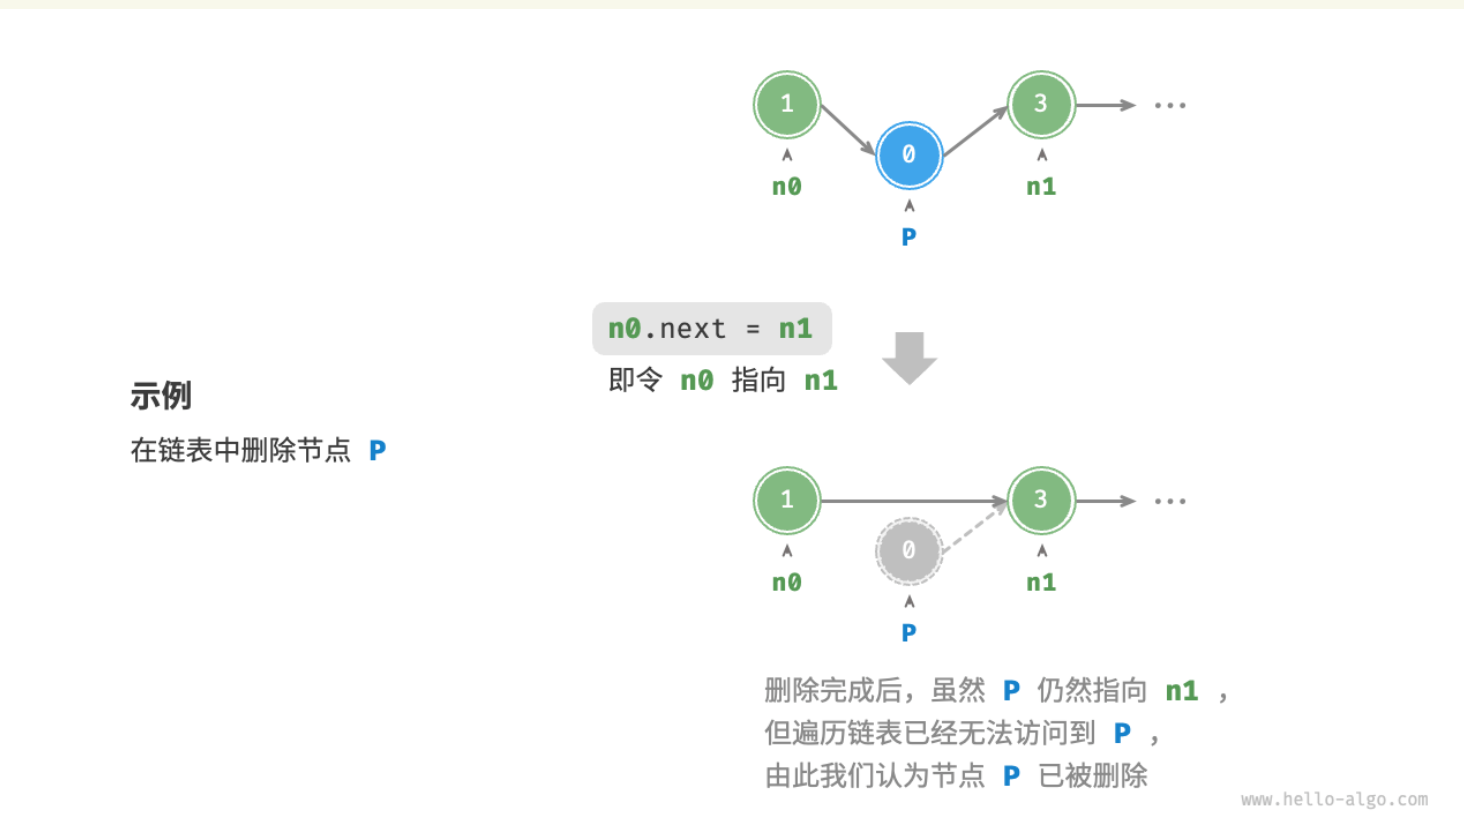 1
3
...
0
n0
n1
P
n0.next = n1
即令 n0 指向 n1
示例
在链表中删除节点 P
1
3
...
0
n0
n1
P
删除完成后，虽然 P 仍然指向 n1 ，
但遍历链表已经无法访问到 P ，
由此我们认为节点 P 已被删除
www.hello-algo.com